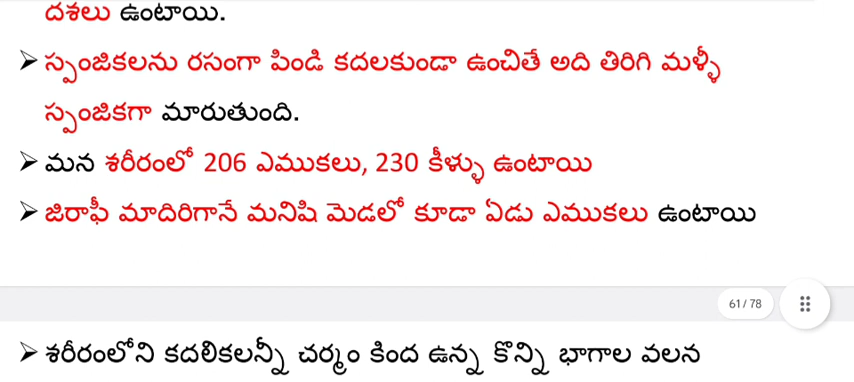 దశలు ఉంటాయి.
➤ స్పంజికలను రసంగా పిండి కదలకుండా ఉంచితే అది తిరిగి మళ్ళీ
స్పంజికగా మారుతుంది.
➤ మన శరీరంలో 206 ఎముకలు, 230 కీళ్ళు ఉంటాయి
➤ జిరాఫీ మాదిరిగానే మనిషి మెడలో కూడా ఏడు ఎముకలు ఉంటాయి
61/78
➤ శరీరంలోని కదలికలన్నీ చర్మం కింద ఉన్న కొన్ని భాగాల వలన